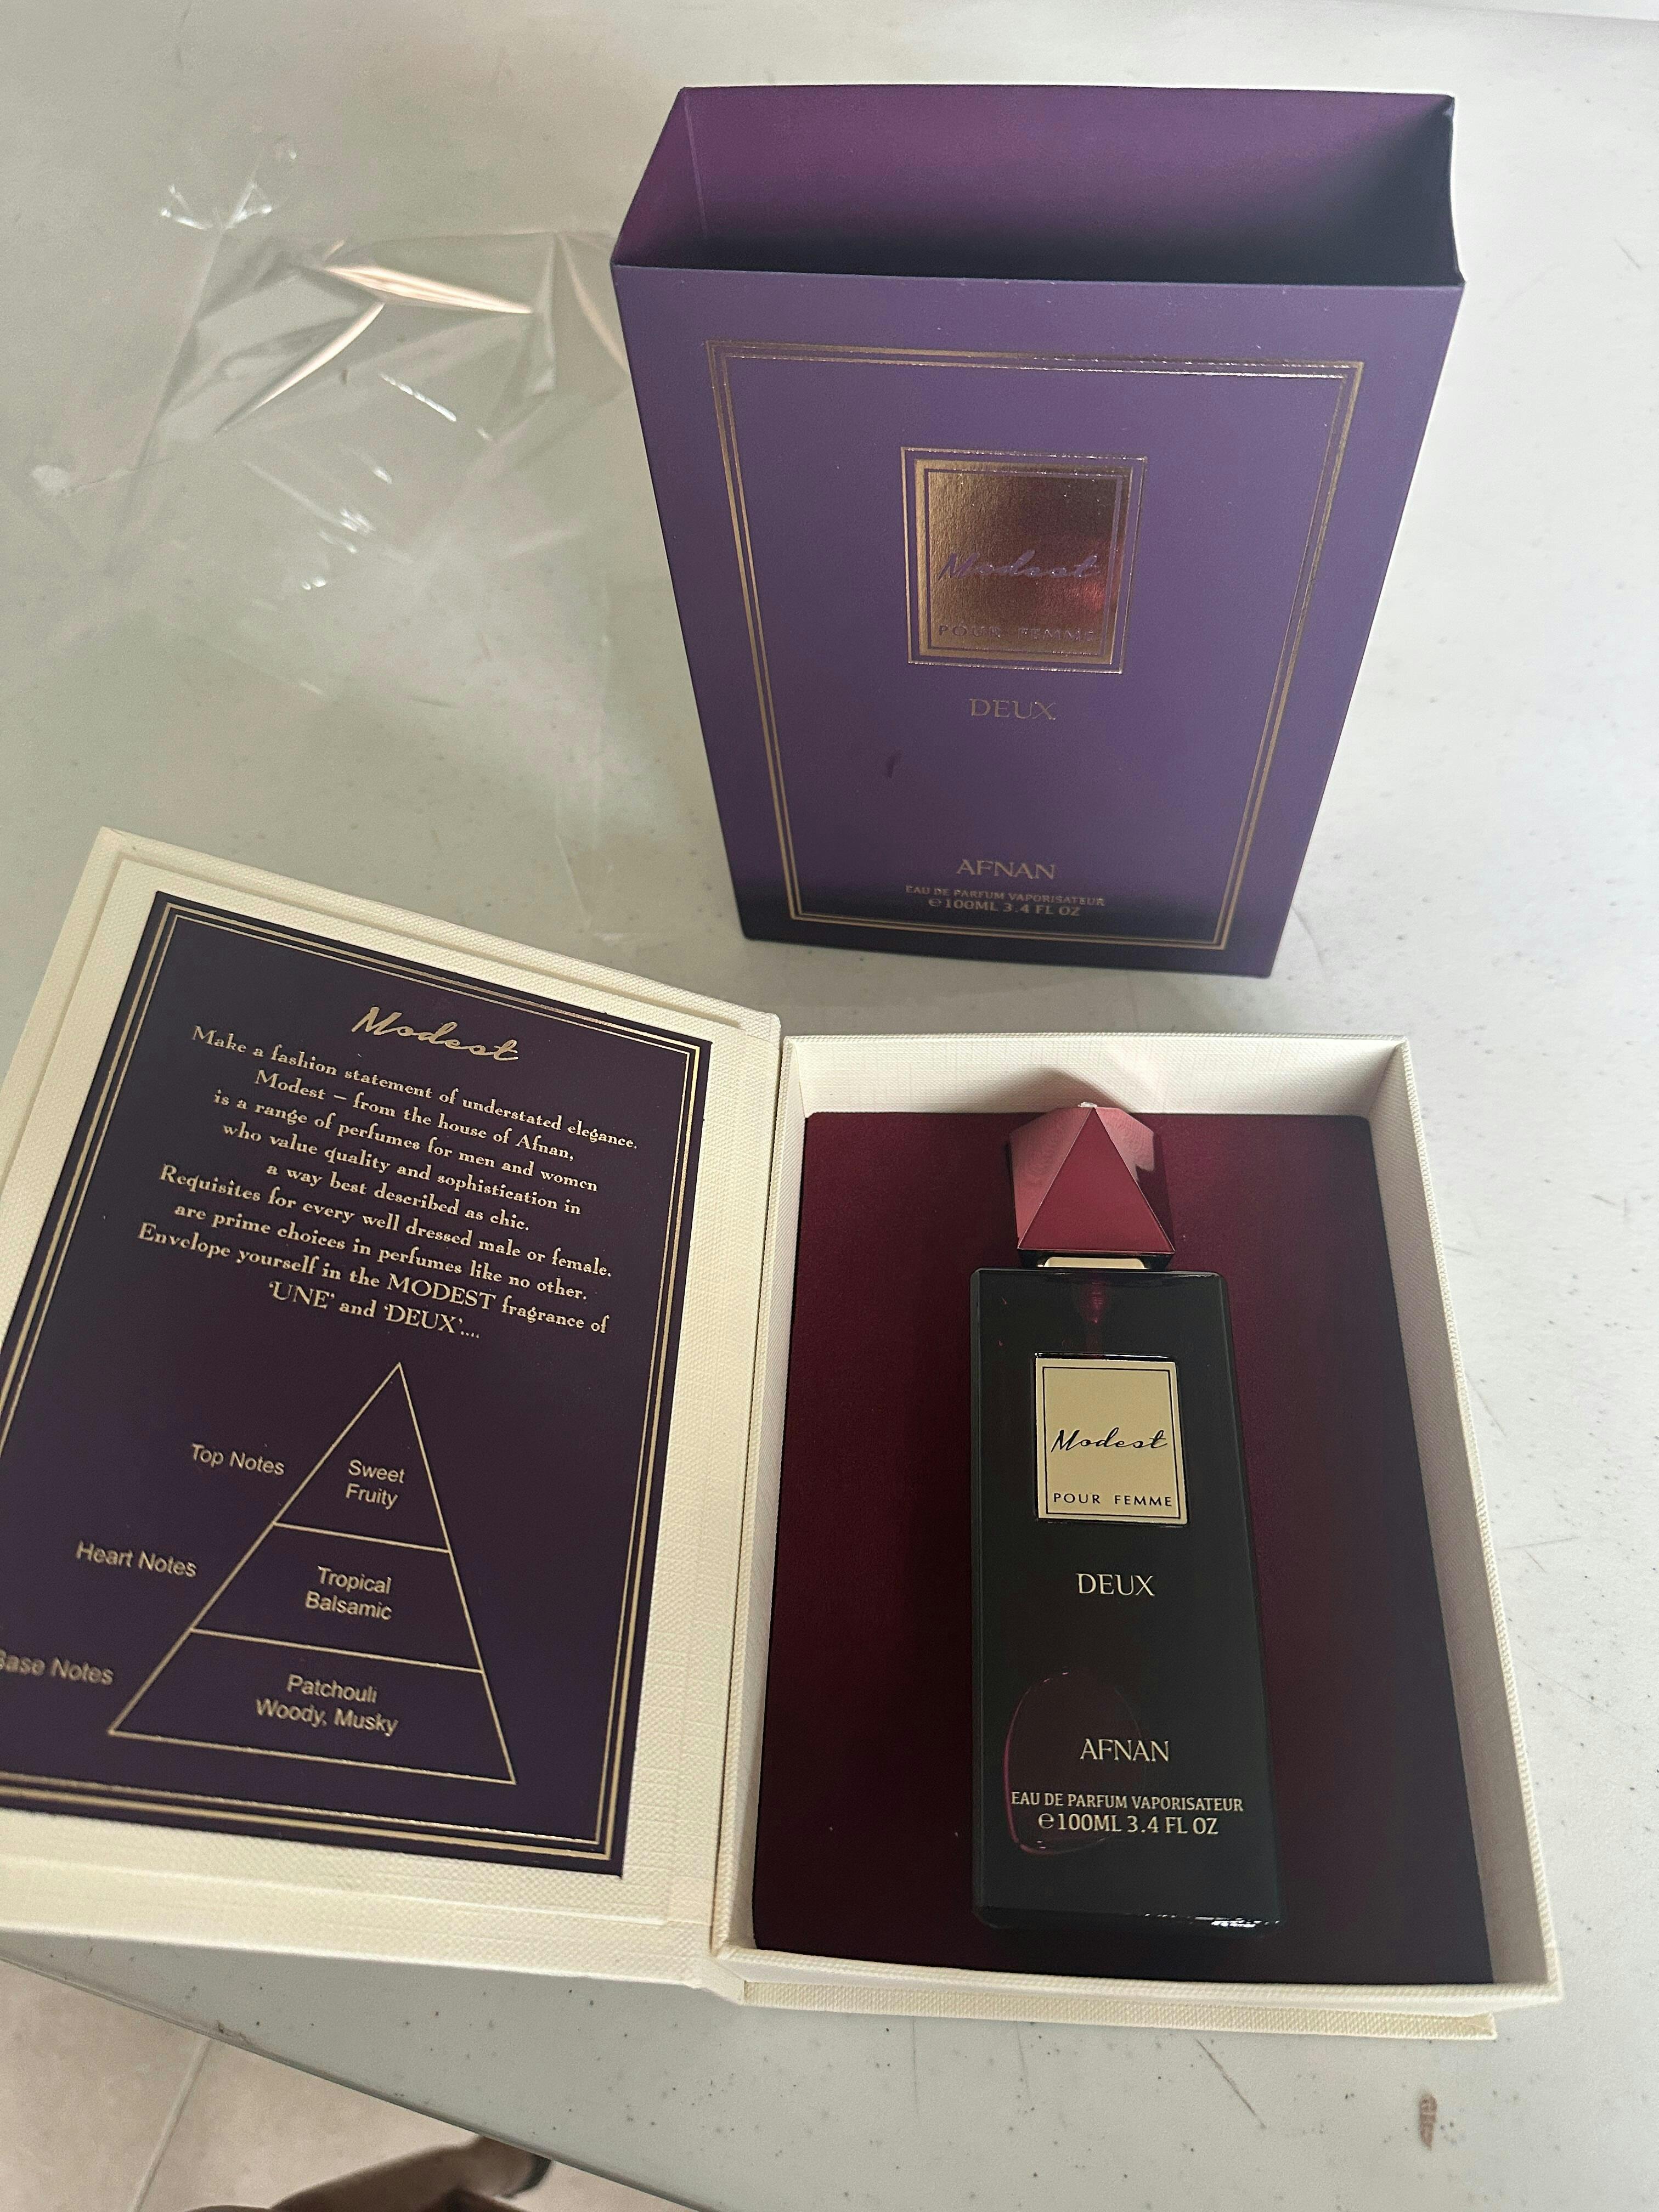 Modest
POUR FEMME
DEUX
AFNAN
EAU DE PARFUM VAPORISATEUR
℮100ML 3.4 FL OZ
Modest
Make a fashion statement of understated elegance.
Modest – from the house of Afnan,
is a range of perfumes for men and women
who value quality and sophistication in
a way best described as chic.
Requisites for every well dressed male or female.
are prime choices in perfumes like no other.
Envelope yourself in the MODEST fragrance of
'UNE' and 'DEUX'....
Top Notes
Sweet
Fruity
Heart Notes
Tropical
Balsamic
Base Notes
Patchouli
Woody, Musky
Modest
POUR FEMME
DEUX
AFNAN
EAU DE PARFUM VAPORISATEUR
℮100ML 3.4 FL OZ